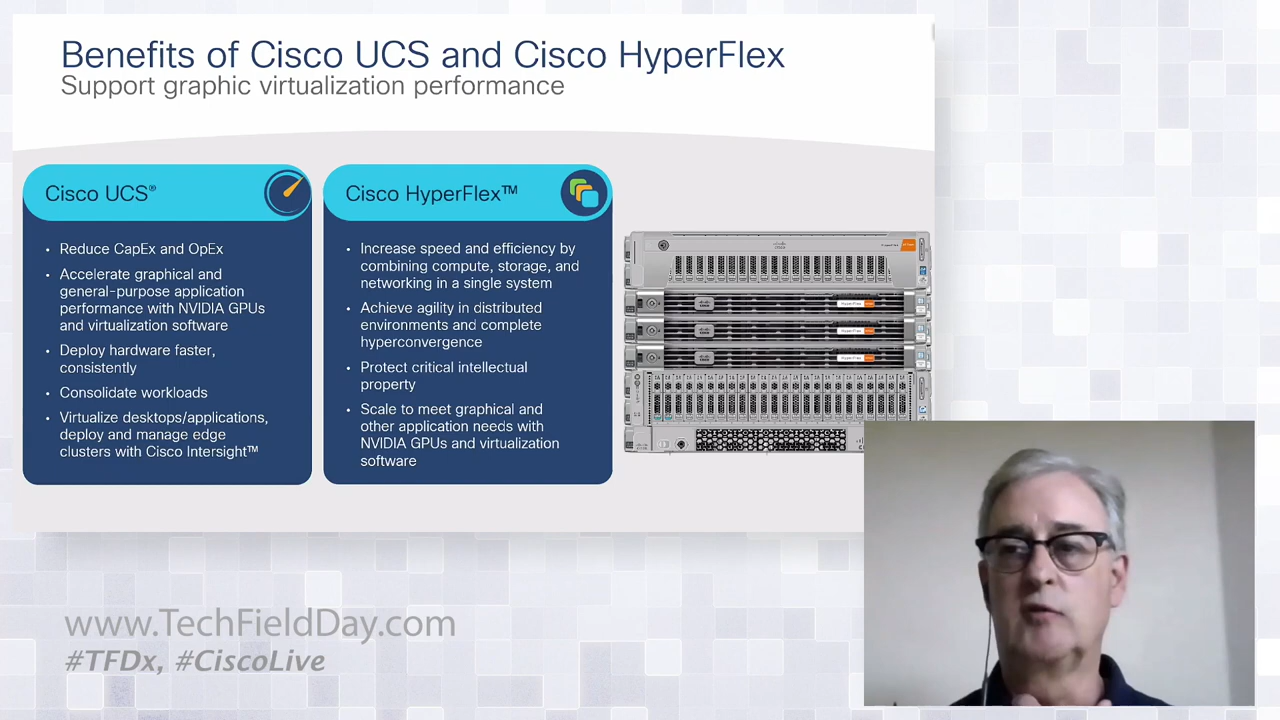 Benefits of Cisco UCS and Cisco HyperFlex
Support graphic virtualization performance
Cisco UCS®
• Reduce CapEx and OpEx
• Accelerate graphical and
general-purpose application
performance with NVIDIA GPUs
and virtualization software
• Deploy hardware faster,
consistently
• Consolidate workloads
• Virtualize desktops/applications,
deploy and manage edge
clusters with Cisco Intersight™
Cisco HyperFlex™
• Increase speed and efficiency by
combining compute, storage, and
networking in a single system
• Achieve agility in distributed
environments and complete
hyperconvergence
• Protect critical intellectual
property
• Scale to meet graphical and
other application needs with
NVIDIA GPUs and virtualization
software
HyperFlex
HyperFlex
HyperFlex
www.TechFieldDay.com
#TFDx, #CiscoLive